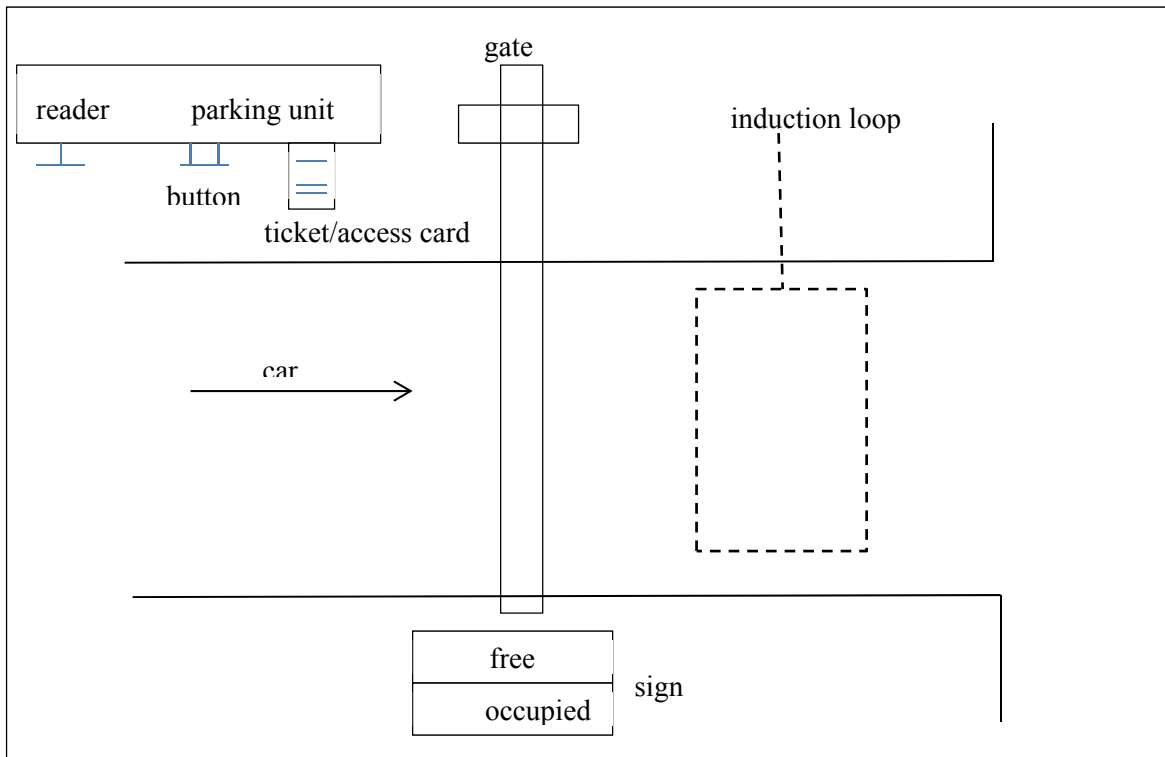 gate
reader
parking unit
induction loop
button
ticket/access card
car
free
sign
occupied